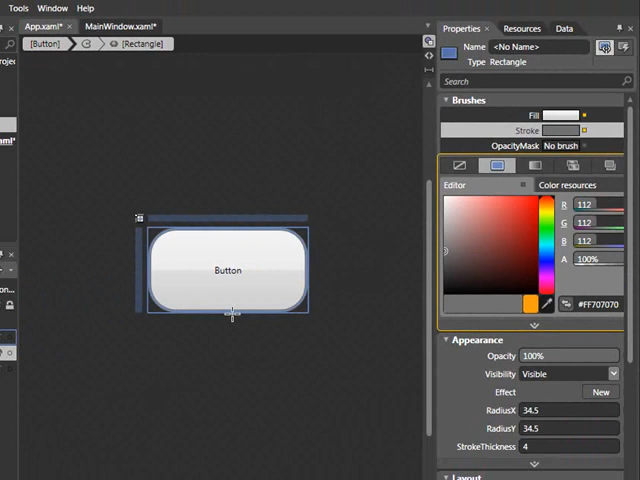 Tools Window Help
App.xaml* × MainWindow.xaml* Properties × Resources Data
[Button] [Rectangle] Name <No Name>
Type Rectangle
Search
Brushes
Fill
Stroke
OpacityMask No brush
Editor Color resources
R 112
G 112
B 112
A 100%
#FF707070
Button
Appearance
Opacity 100%
Visibility Visible
Effect New
RadiusX 34.5
RadiusY 34.5
StrokeThickness 4
Layout